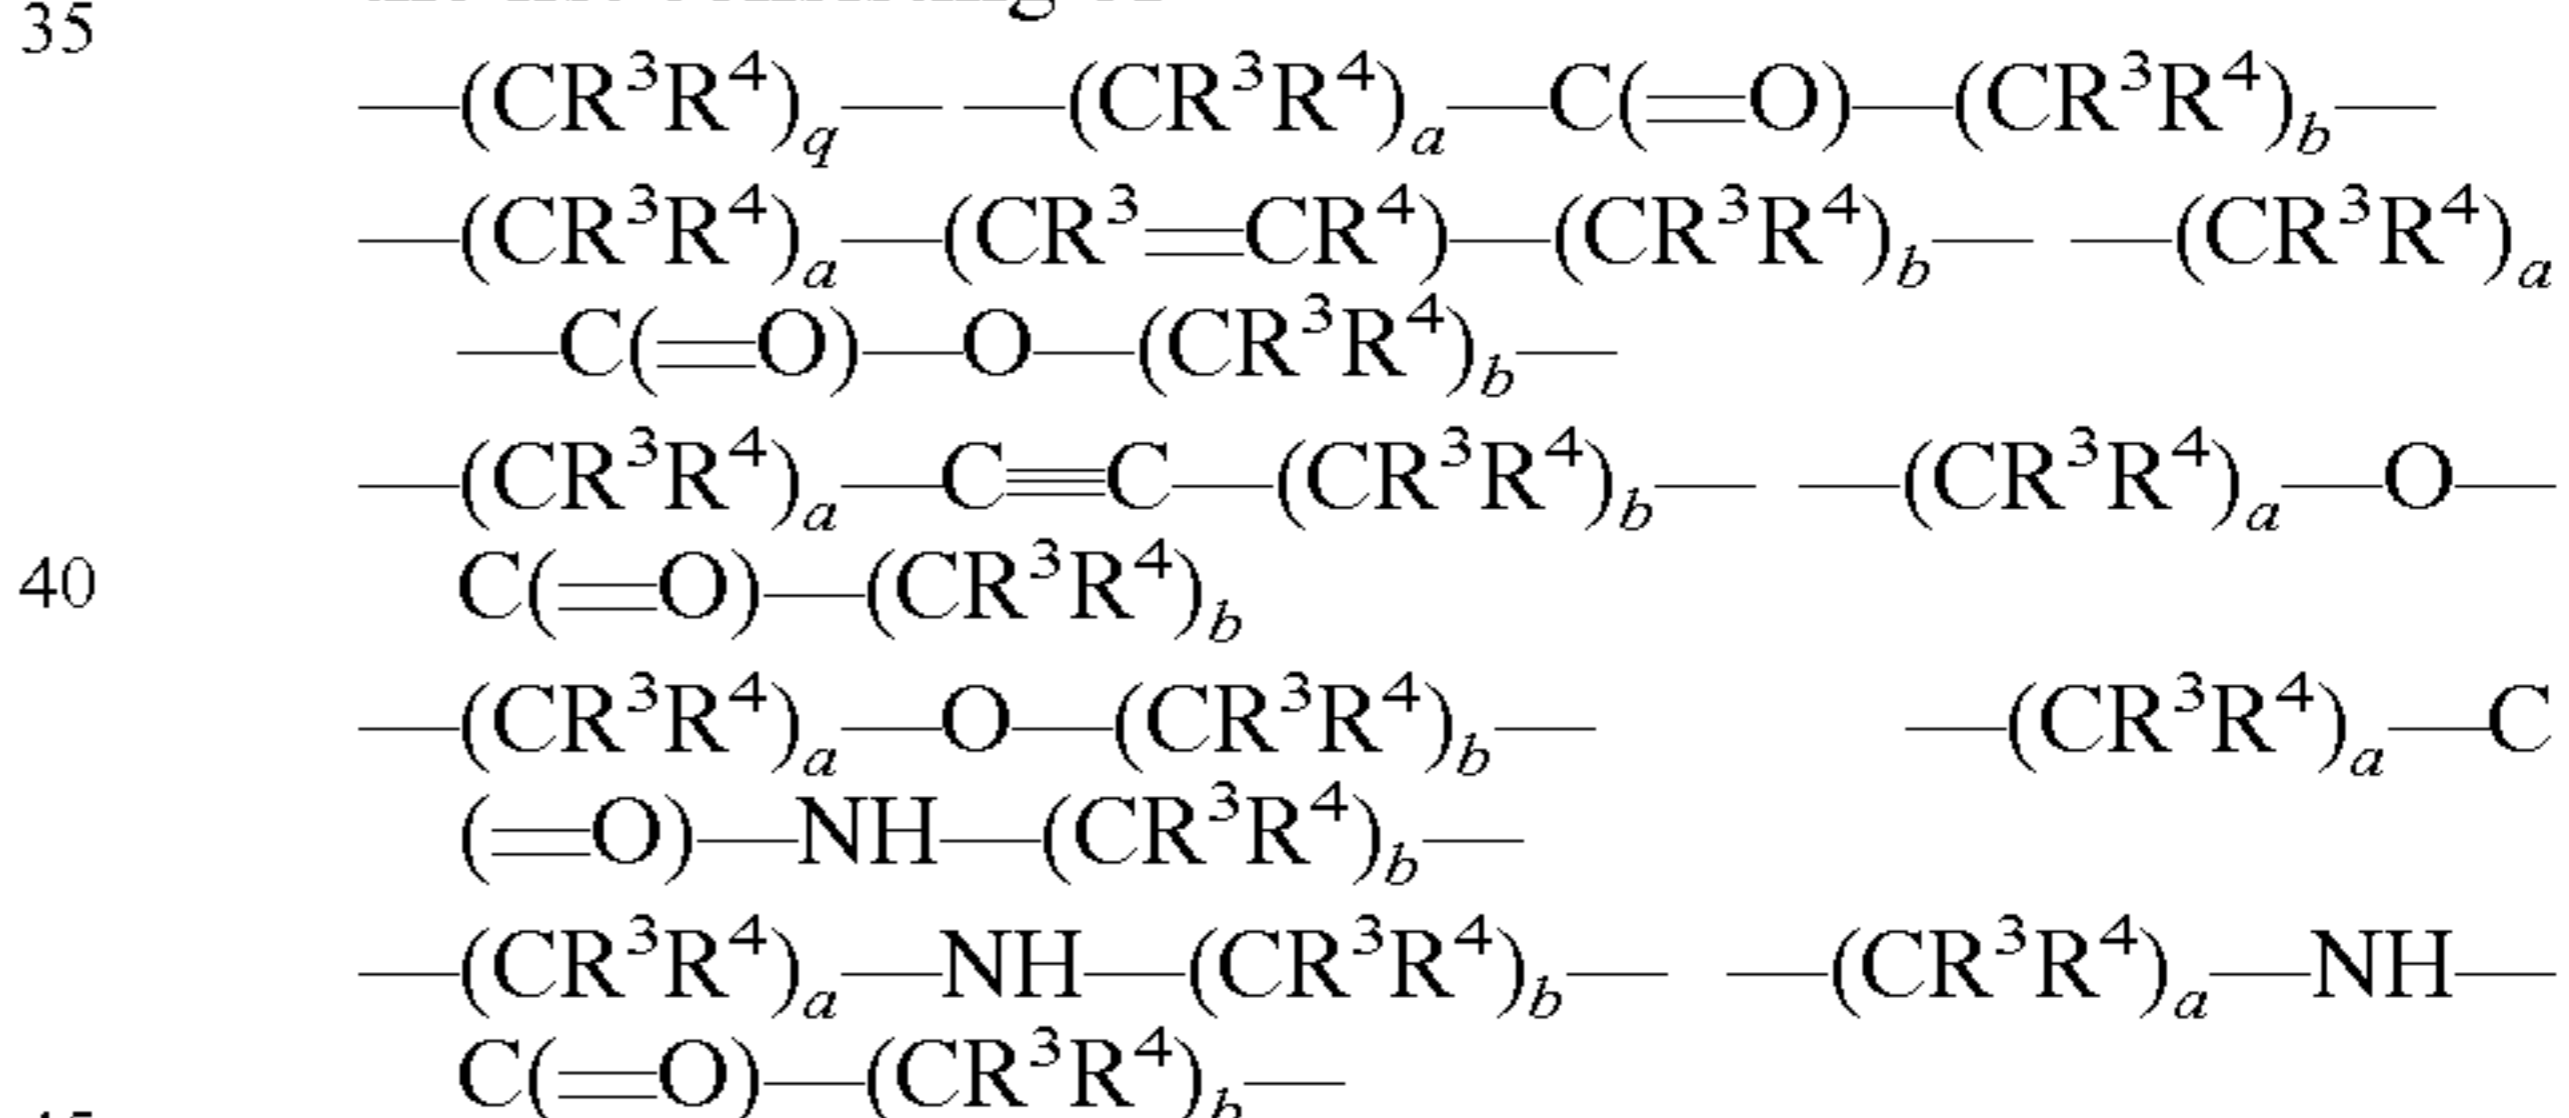 35
—(CR³R⁴)q— —(CR³R⁴)a—C(═O)—(CR³R⁴)b—
—(CR³R⁴)a—(CR³═CR⁴)—(CR³R⁴)b— —(CR³R⁴)a
—C(═O)—O—(CR³R⁴)b—
—(CR³R⁴)a—C≡C—(CR³R⁴)b— —(CR³R⁴)a—O—
40 C(═O)—(CR³R⁴)b
—(CR³R⁴)a—O—(CR³R⁴)b— —(CR³R⁴)a—C
(═O)—NH—(CR³R⁴)b—
—(CR³R⁴)a—NH—(CR³R⁴)b— —(CR³R⁴)a—NH—
C(═O)—(CR³R⁴)b—